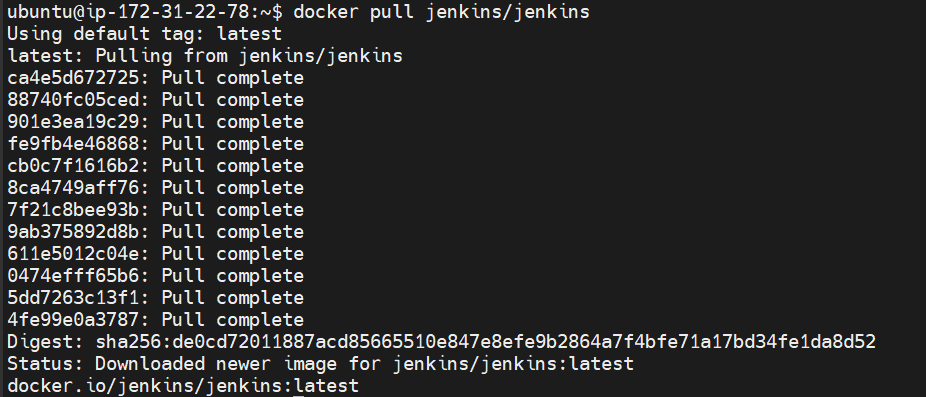 ubuntu@ip-172-31-22-78:~$ docker pull jenkins/jenkins
Using default tag: latest
latest: Pulling from jenkins/jenkins
ca4e5d672725: Pull complete
88740fc05ced: Pull complete
901e3ea19c29: Pull complete
fe9fb4e46868: Pull complete
cb0c7f1616b2: Pull complete
8ca4749aff76: Pull complete
7f21c8bee93b: Pull complete
9ab375892d8b: Pull complete
611e5012c04e: Pull complete
0474efff65b6: Pull complete
5dd7263c13f1: Pull complete
4fe99e0a3787: Pull complete
Digest: sha256:de0cd72011887acd85665510e847e8efe9b2864a7f4bfe71a17bd34fe1da8d52
Status: Downloaded newer image for jenkins/jenkins:latest
docker.io/jenkins/jenkins:latest